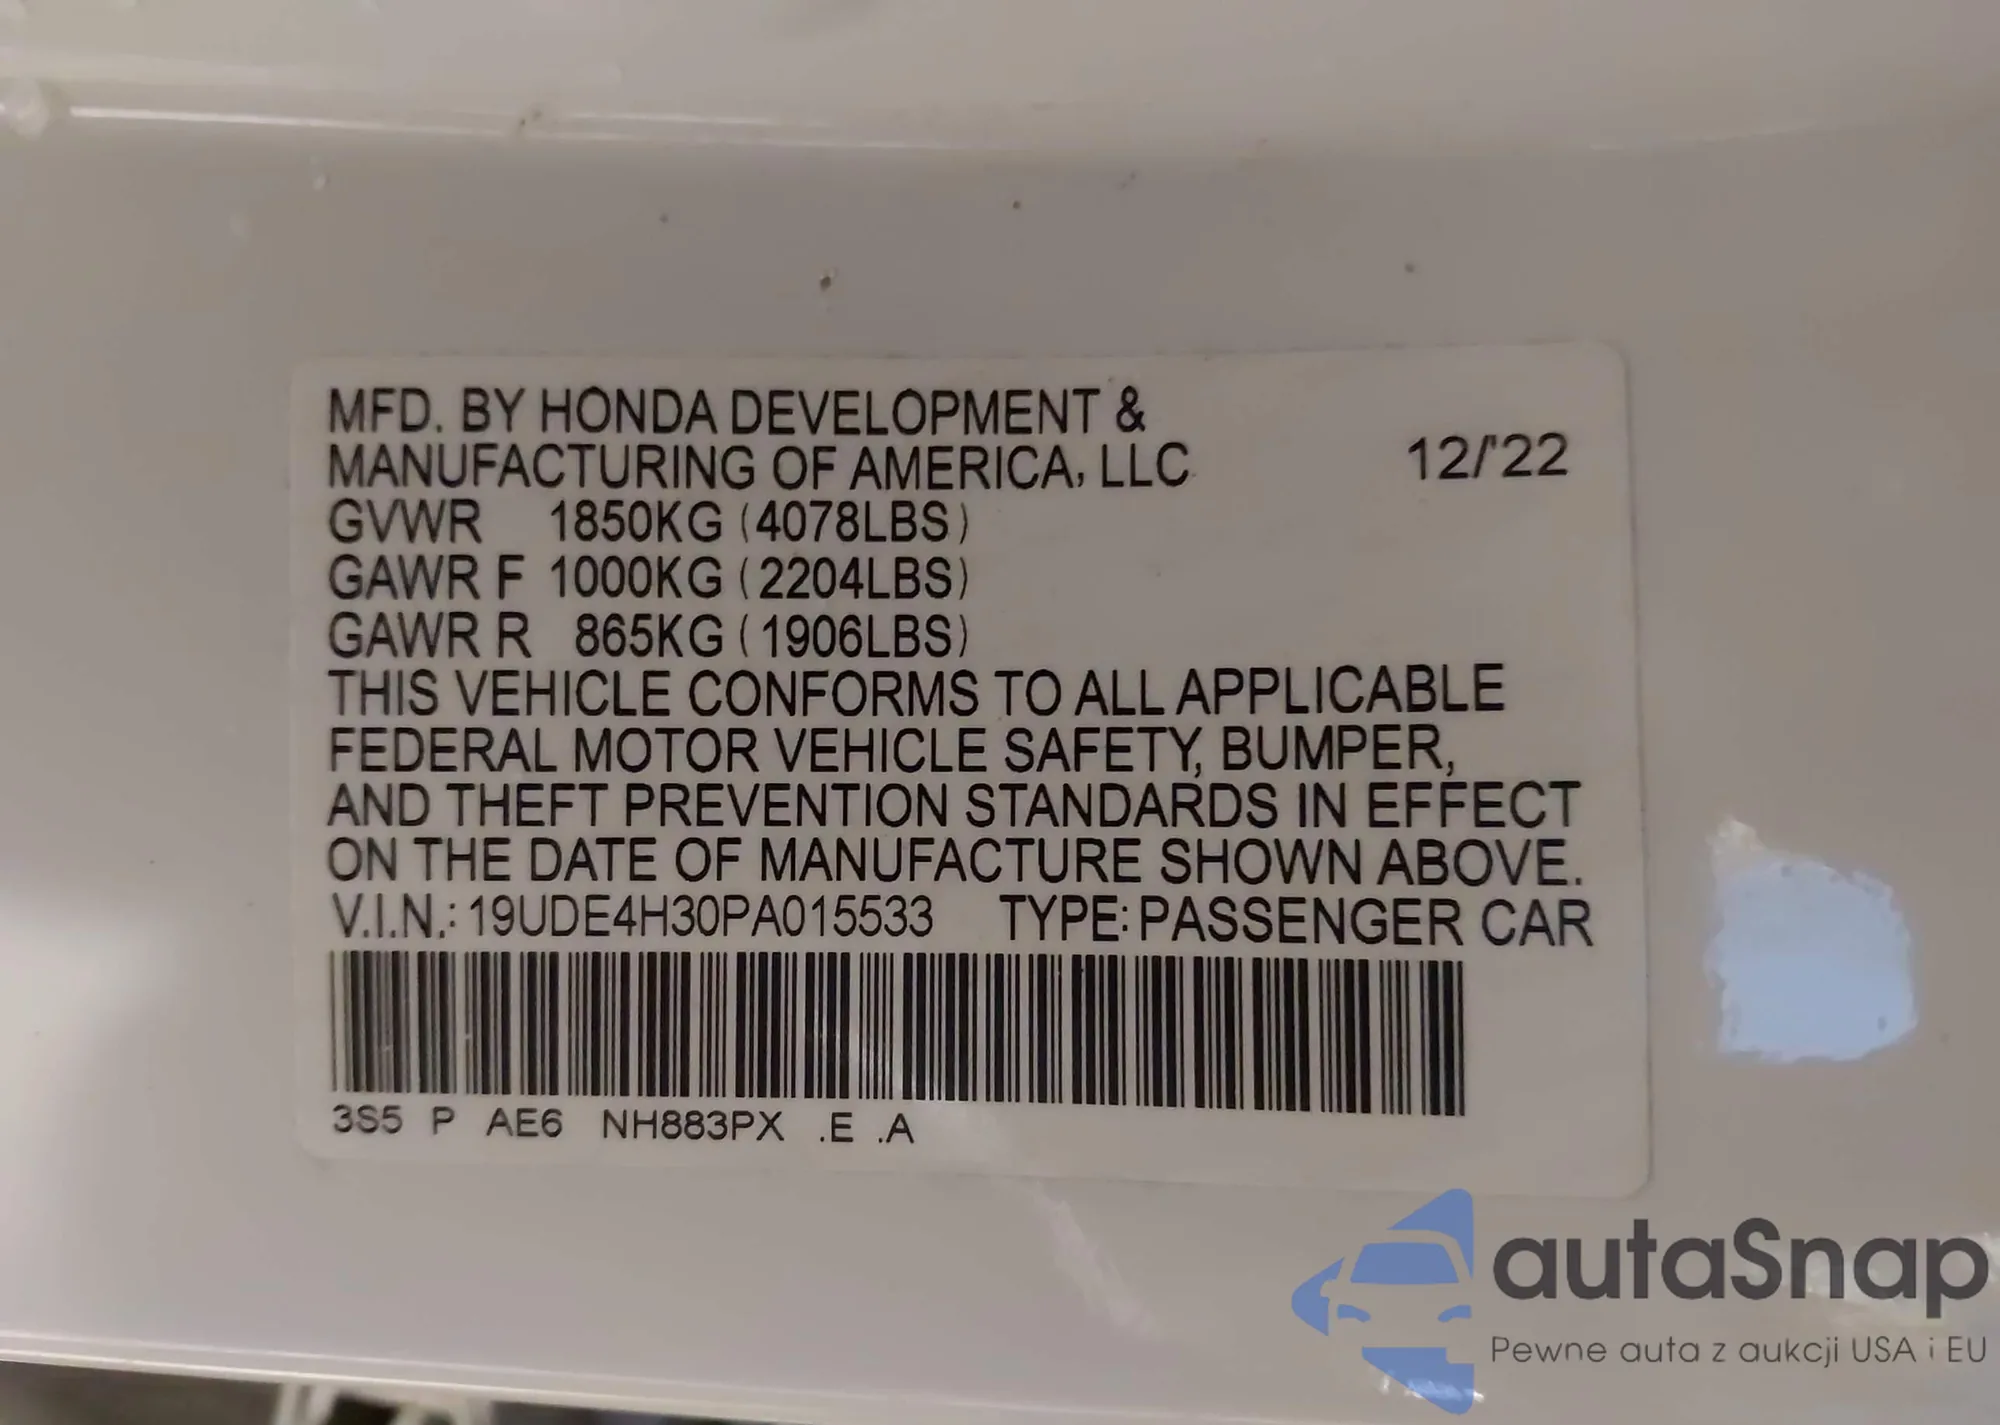 MFD. BY HONDA DEVELOPMENT &
MANUFACTURING OF AMERICA, LLC 12/'22
GVWR 1850KG (4078LBS)
GAWR F 1000KG (2204LBS)
GAWR R 865KG (1906LBS)
THIS VEHICLE CONFORMS TO ALL APPLICABLE
FEDERAL MOTOR VEHICLE SAFETY, BUMPER,
AND THEFT PREVENTION STANDARDS IN EFFECT
ON THE DATE OF MANUFACTURE SHOWN ABOVE.
V.I.N.: 19UDE4H30PA015533 TYPE: PASSENGER CAR
3S5 P AE6 NH883PX .E .A
autaSnap
Pewne auta z aukcji USA i EU